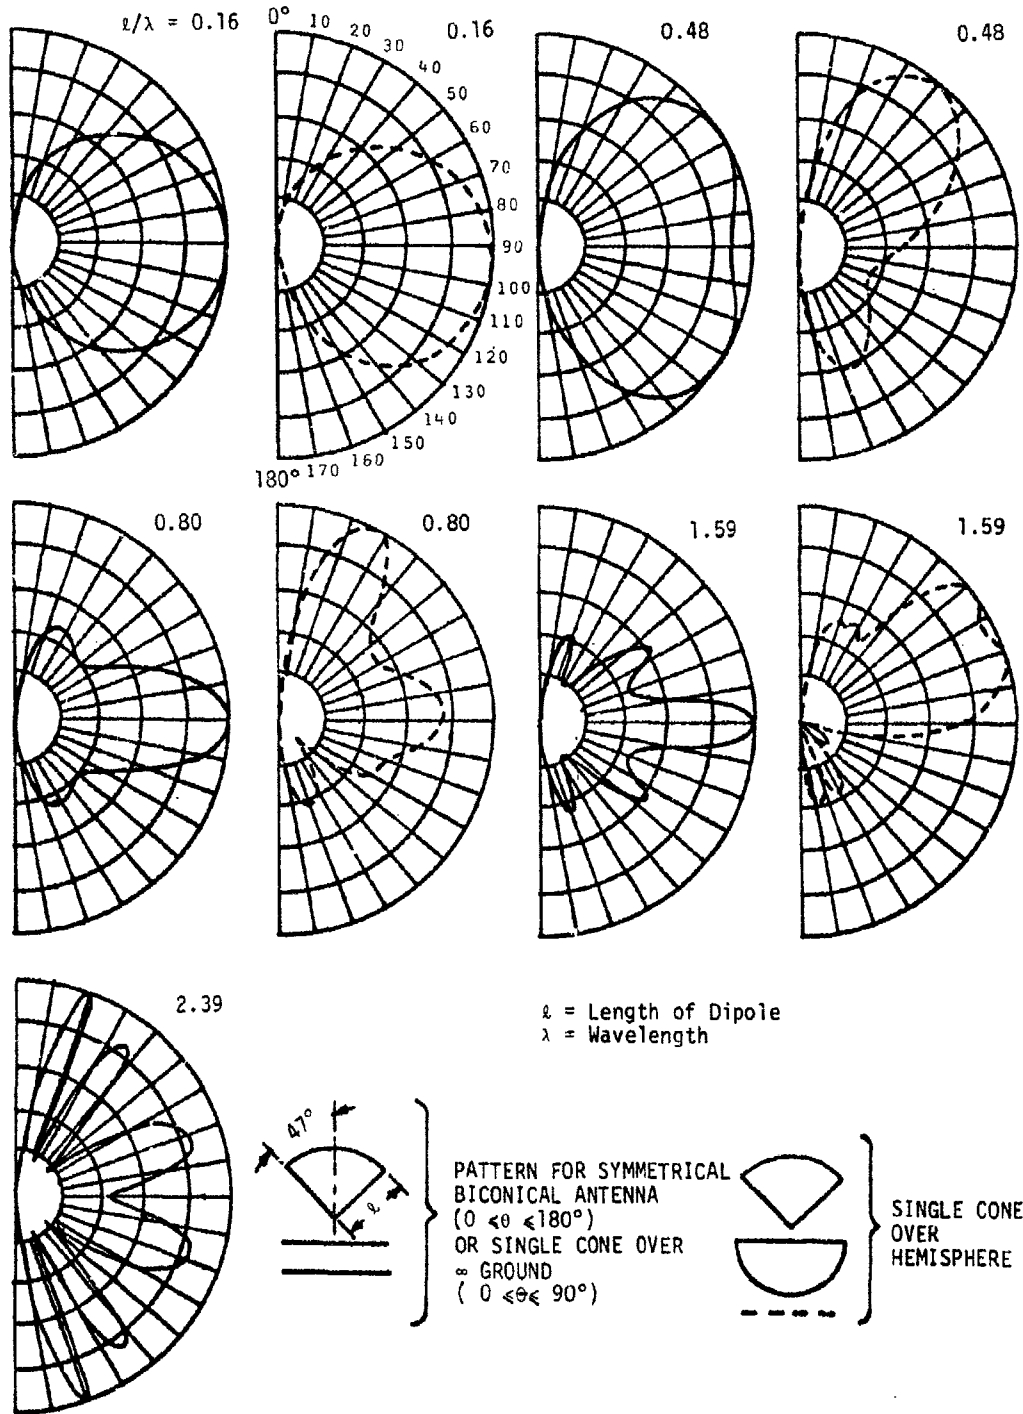 ℓ/λ = 0.16
0°
10
20
30
40
50
60
70
80
90
100
110
120
130
140
150
160
170
180°
0.16
0.48
0.48
0.80
0.80
1.59
1.59
2.39
ℓ = Length of Dipole
λ = Wavelength
47°
ℓ
PATTERN FOR SYMMETRICAL
BICONICAL ANTENNA
(0 ⩽θ ⩽180°)
OR SINGLE CONE OVER
∞ GROUND
( 0 ⩽θ⩽ 90°)
SINGLE CONE
OVER
HEMISPHERE